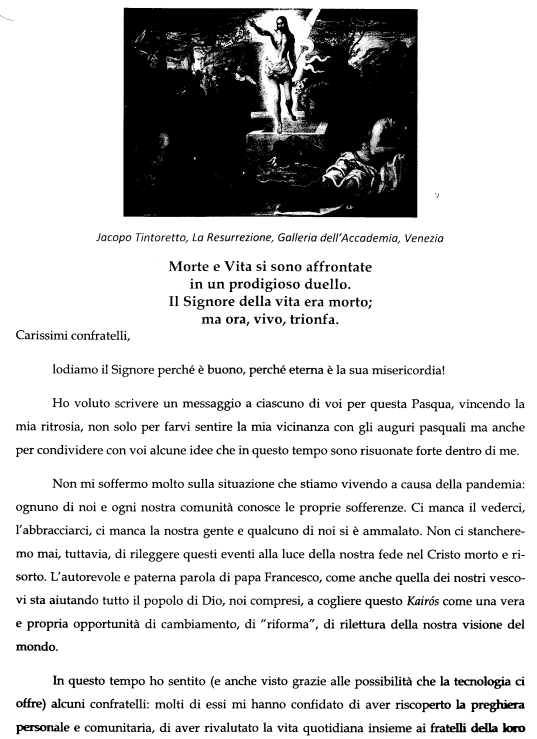 Jacopo Tintoretto, La Resurrezione, Galleria dell'Accademia, Venezia
Morte e Vita si sono affrontate
in un prodigioso duello.
Il Signore della vita era morto;
ma ora, vivo, trionfa.
Carissimi confratelli,
lodiamo il Signore perché è buono, perché eterna è la sua misericordia!
Ho voluto scrivere un messaggio a ciascuno di voi per questa Pasqua, vincendo la
mia ritrosia, non solo per farvi sentire la mia vicinanza con gli auguri pasquali ma anche
per condividere con voi alcune idee che in questo tempo sono risuonate forte dentro di me.
Non mi soffermo molto sulla situazione che stiamo vivendo a causa della pandemia:
ognuno di noi e ogni nostra comunità conosce le proprie sofferenze. Ci manca il vederci,
l'abbracciarci, ci manca la nostra gente e qualcuno di noi si è ammalato. Non ci stanchere-
mo mai, tuttavia, di rileggere questi eventi alla luce della nostra fede nel Cristo morto e ri-
sorto. L'autorevole e paterna parola di papa Francesco, come anche quella dei nostri vesco-
vi sta aiutando tutto il popolo di Dio, noi compresi, a cogliere questo Kairós come una vera
e propria opportunità di cambiamento, di "riforma", di rilettura della nostra visione del
mondo.
In questo tempo ho sentito (e anche visto grazie alle possibilità che la tecnologia ci
offre) alcuni confratelli: molti di essi mi hanno confidato di aver riscoperto la preghiera
personale e comunitaria, di aver rivalutato la vita quotidiana insieme ai fratelli della loro